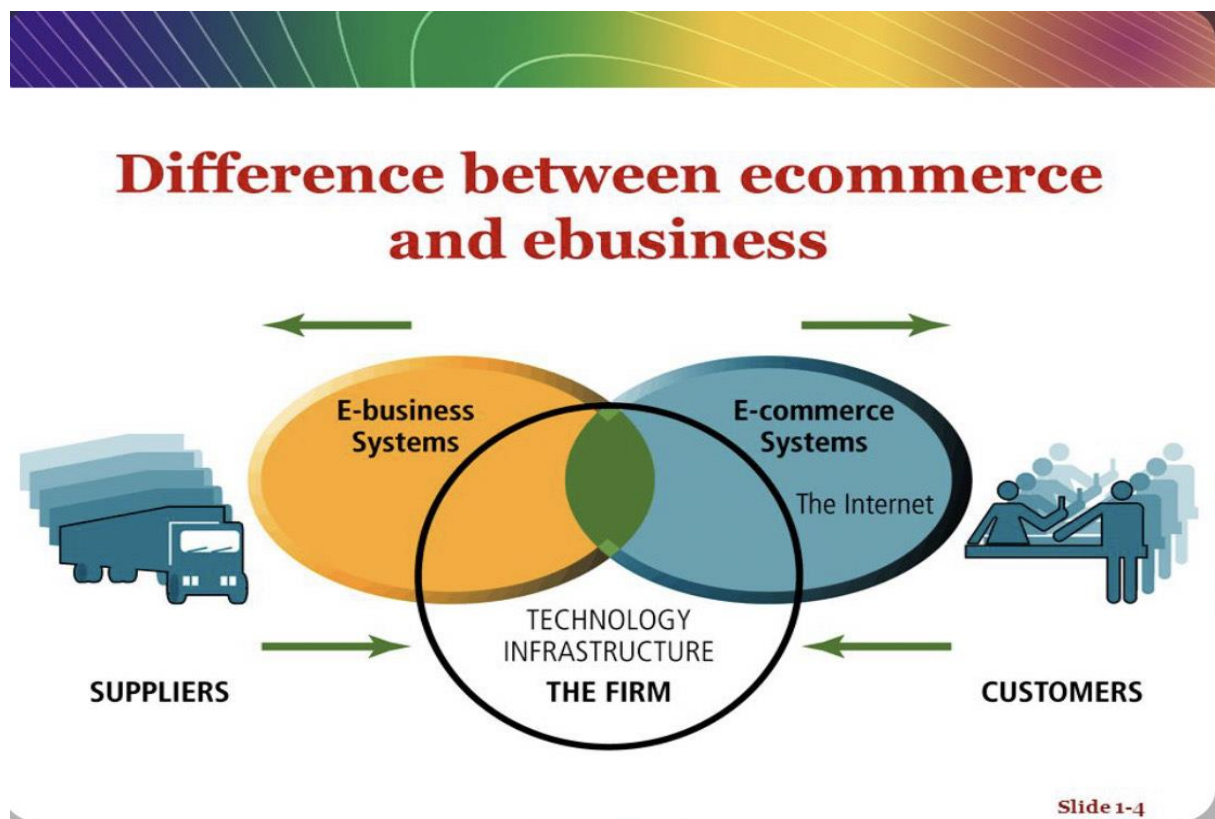 Difference between ecommerce
and ebusiness
E-business
Systems
E-commerce
Systems
The Internet
TECHNOLOGY
INFRASTRUCTURE
THE FIRM
SUPPLIERS
CUSTOMERS
Slide 1-4